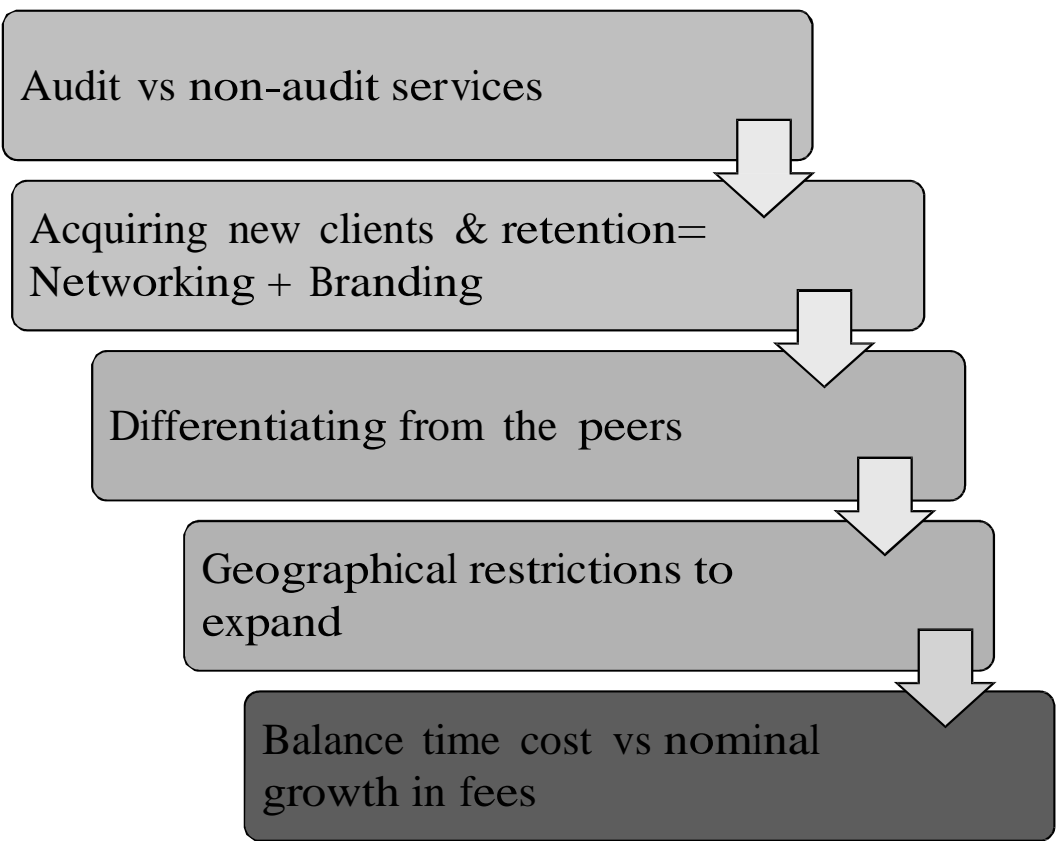 Audit vs non-audit services
Acquiring new clients & retention=
Networking + Branding
Differentiating from the peers
Geographical restrictions to
expand
Balance time cost vs nominal
growth in fees